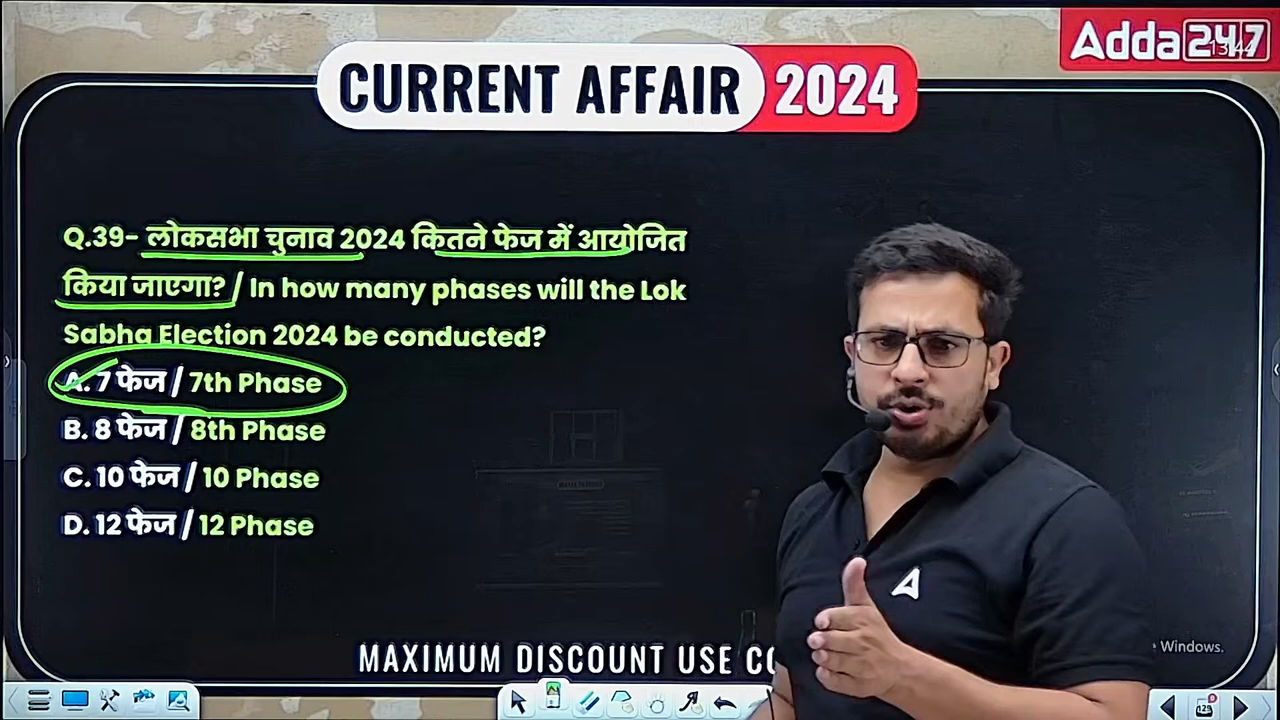 Adda247
13:44
CURRENT AFFAIR 2024
Q.39- लोकसभा चुनाव 2024 कितने फेज में आयोजित
किया जाएगा? / In how many phases will the Lok
Sabha Election 2024 be conducted?
A. 7 फेज / 7th Phase
B. 8 फेज / 8th Phase
C. 10 फेज / 10 Phase
D. 12 फेज / 12 Phase
MAXIMUM DISCOUNT USE
Windows.